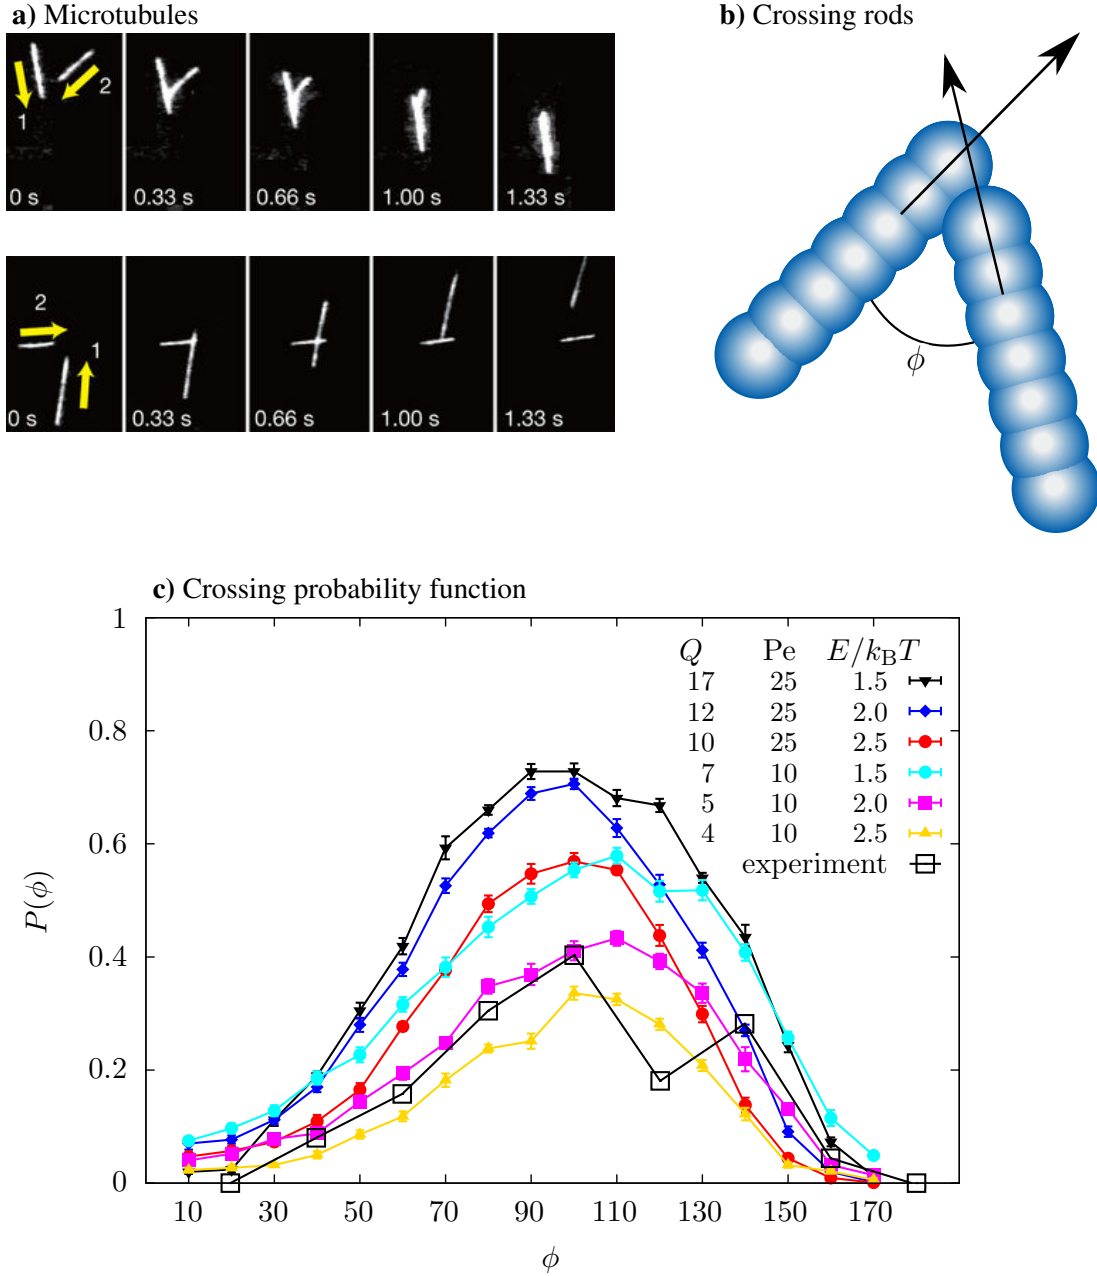 a) Microtubules
1
2
0 s
0.33 s
0.66 s
1.00 s
1.33 s
2
1
0 s
0.33 s
0.66 s
1.00 s
1.33 s
b) Crossing rods
ϕ
c) Crossing probability function
Q Pe E/k_BT
17 25 1.5
12 25 2.0
10 25 2.5
7 10 1.5
5 10 2.0
4 10 2.5
experiment
P(ϕ)
1
0.8
0.6
0.4
0.2
0
10 30 50 70 90 110 130 150 170
ϕ